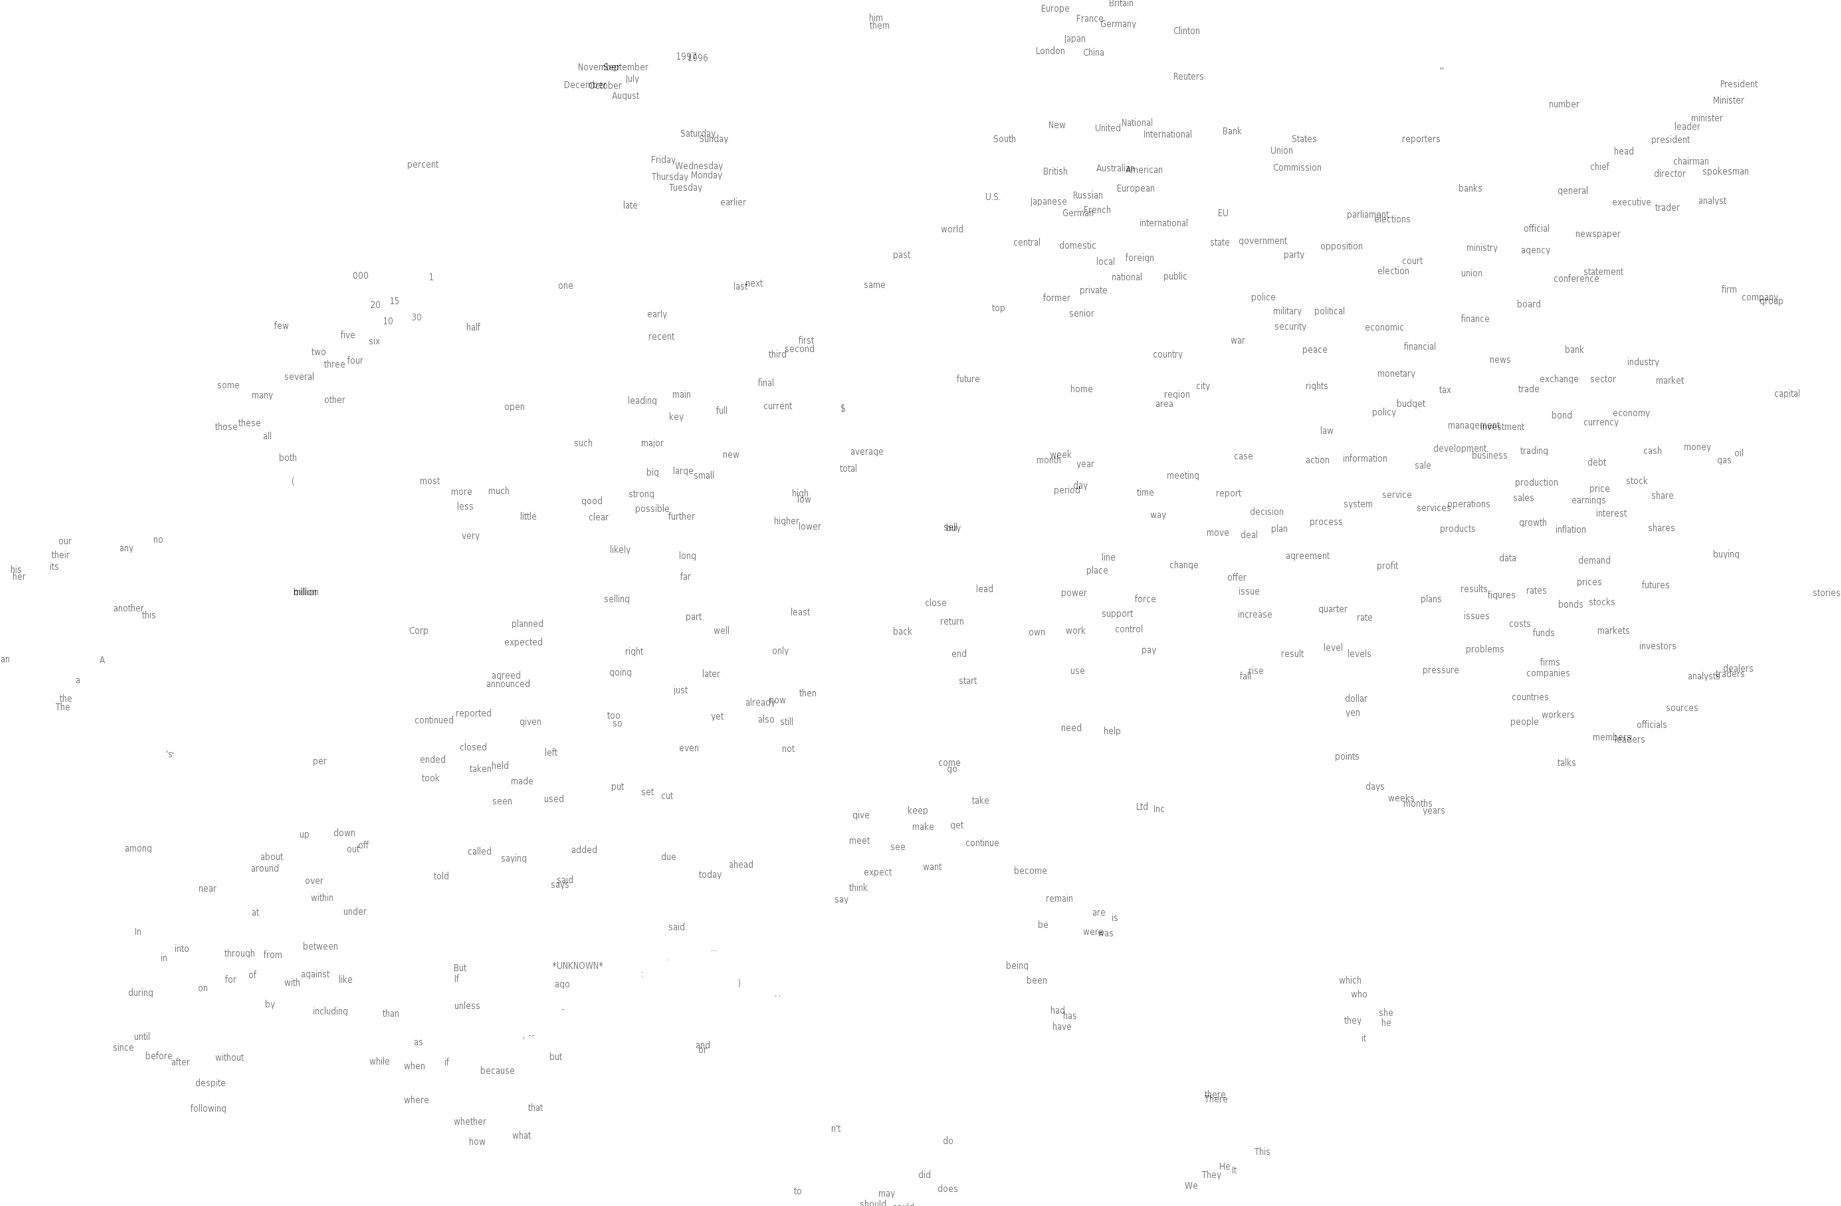 Britain
Europe
him
France
them
Germany
Clinton
Japan
London China
1997 1996
November September
Reuters
July
December October
President
August
Minister
number
minister
New National
leader
United
Saturday International Bank
Sunday South States reporters president
Union head
Friday chairman
percent Wednesday Commission chief
Australian American
British director spokesman
Thursday Monday
Tuesday European banks general
Russian
U.S. Japanese executive analyst
late earlier French trader
German EU parliament
elections
international official
world newspaper
central domestic state government opposition ministry agency
past party
foreign
local court
election union statement
000 1 national public conference
one last next same
private firm
former police company
20 15 board group
top
early senior military political
10 30 finance
few half security economic
five recent
six first war
second financial
two third country peace bank
three four news industry
several future monetary exchange sector market
some final home city rights tax trade
many leading main region capital
other area budget
open key full current $ policy bond economy
those these management investment currency
law
all
such major development
new average week business trading cash money oil
both month year case action information
big large small total sale debt gas
meeting
most day production stock
more much strong high period time report service price
good low system sales earnings share
less possible services operations
little clear further decision interest
higher lower way process growth
sell buy plan products inflation shares
very move deal
our no
any likely long line agreement data buying
their place change profit demand
his its far
her offer prices
million lead power issue results rates futures
selling close force plans figures stories
another bonds stocks
this part least support increase quarter rate issues
planned return costs
Corp well back own work control funds markets
expected
right only end pay result level levels problems investors
an A firms
going later use fall rise pressure companies dealers
agreed analysts traders
a announced just start
the then dollar countries
The already now yen sources
continued reported given too yet also still people workers officials
so
need help members leaders
closed left even not
's ended points
per come talks
taken held go
took made put days
set cut
seen used take weeks
give keep Ltd Inc months
years
up down make get
meet
among off called added see continue
about out saying due
around told ahead
over said today expect want become
near says think
within say remain
at under are is
In said. be were was
into between ...
in through from But *UNKNOWN* being
against If : been which
for of with like ago )
during on who
by unless had
including than - has she
have they he
until as , -- it
since and
before while if but or
after without when because
despite
there
following where that There
whether n't
how what do This
He It
did They
to does We
may
should